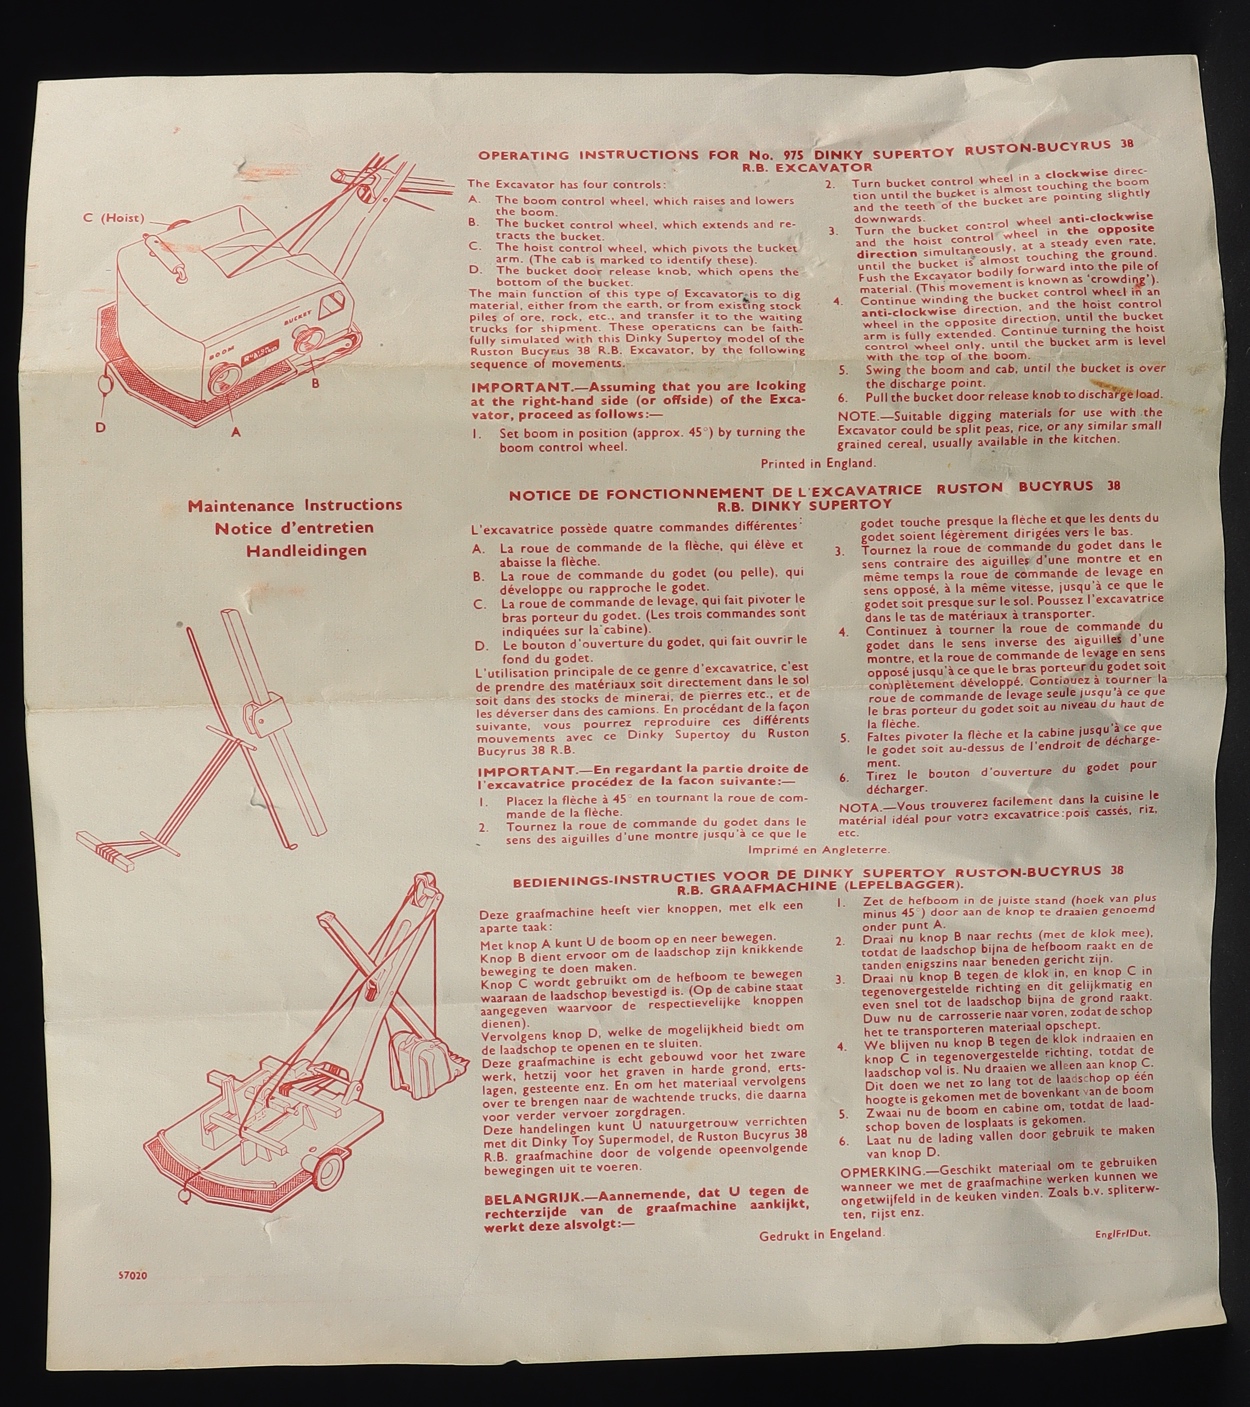 C (Hoist)
BUCKET
BOOM
B
D
A
Maintenance Instructions
Notice d'entretien
Handleidingen
57020
OPERATING INSTRUCTIONS FOR No. 975 DINKY SUPERTOY RUSTON-BUCYRUS 38
R.B. EXCAVATOR
The Excavator has four controls:
A. The boom control wheel, which raises and lowers
the boom.
B. The bucket control wheel, which extends and re-
tracts the bucket.
C. The hoist control wheel, which pivots the bucket
arm. (The cab is marked to identify these).
D. The bucket door release knob, which opens the
bottom of the bucket.
The main function of this type of Excavator is to dig
material, either from the earth, or from existing stock
piles of ore, rock, etc., and transfer it to the waiting
trucks for shipment. These operations can be faith-
fully simulated with this Dinky Supertoy model of the
Ruston Bucyrus 38 R.B. Excavator, by the following
sequence of movements.
IMPORTANT.—Assuming that you are looking
at the right-hand side (or offside) of the Exca-
vator, proceed as follows:—
1. Set boom in position (approx. 45°) by turning the
boom control wheel.
2. Turn bucket control wheel in a clockwise direc-
tion until the bucket is almost touching the boom
and the teeth of the bucket are pointing slightly
downwards.
3. Turn the bucket control wheel anti-clockwise
and the hoist control wheel in the opposite
direction simultaneously, at a steady even rate,
until the bucket is almost touching the ground.
Push the Excavator bodily forward into the pile of
material. (This movement is known as 'crowding').
4. Continue winding the bucket control wheel in an
anti-clockwise direction, and the hoist control
wheel in the opposite direction, until the bucket
arm is fully extended. Continue turning the hoist
control wheel only, until the bucket arm is level
with the top of the boom.
5. Swing the boom and cab, until the bucket is over
the discharge point.
6. Pull the bucket door release knob to discharge load.
NOTE.—Suitable digging materials for use with the
Excavator could be split peas, rice, or any similar small
grained cereal, usually available in the kitchen.
Printed in England.
NOTICE DE FONCTIONNEMENT DE L'EXCAVATRICE RUSTON BUCYRUS 38
R.B. DINKY SUPERTOY
L'excavatrice possède quatre commandes différentes:
A. La roue de commande de la flèche, qui élève et
abaisse la flèche.
B. La roue de commande du godet (ou pelle), qui
développe ou rapproche le godet.
C. La roue de commande de levage, qui fait pivoter le
bras porteur du godet. (Les trois commandes sont
indiquées sur la cabine).
D. Le bouton d'ouverture du godet, qui fait ouvrir le
fond du godet.
L'utilisation principale de ce genre d'excavatrice, c'est
de prendre des matériaux soit directement dans le sol
soit dans des stocks de minerai, de pierres etc., et de
les déverser dans des camions. En procédant de la façon
suivante, vous pourrez reproduire ces différents
mouvements avec ce Dinky Supertoy du Ruston
Bucyrus 38 R.B.
IMPORTANT.—En regardant la partie droite de
l'excavatrice procédez de la facon suivante:—
1. Placez la flèche à 45° en tournant la roue de com-
mande de la flèche.
2. Tournez la roue de commande du godet dans le
sens des aiguilles d'une montre jusqu'à ce que le
godet touche presque la flèche et que les dents du
godet soient légèrement dirigées vers le bas.
3. Tournez la roue de commande du godet dans le
sens contraire des aiguilles d'une montre et en
même temps la roue de commande de levage en
sens opposé, à la même vitesse, jusqu'à ce que le
godet soit presque sur le sol. Poussez l'excavatrice
dans le tas de matériaux à transporter.
4. Continuez à tourner la roue de commande du
godet dans le sens inverse des aiguilles d'une
montre, et la roue de commande de levage en sens
opposé jusqu'à ce que le bras porteur du godet soit
complètement développé. Continuez à tourner la
roue de commande de levage seule jusqu'à ce que
le bras porteur du godet soit au niveau du haut de
la flèche.
5. Faites pivoter la flèche et la cabine jusqu'à ce que
le godet soit au-dessus de l'endroit de décharge-
ment.
6. Tirez le bouton d'ouverture du godet pour
décharger.
NOTA.—Vous trouverez facilement dans la cuisine le
matérial idéal pour votre excavatrice: pois cassés, riz,
etc.
Imprimé en Angleterre.
BEDIENINGS-INSTRUCTIES VOOR DE DINKY SUPERTOY RUSTON-BUCYRUS 38
R.B. GRAAFMACHINE (LEPELBAGGER).
Deze graafmachine heeft vier knoppen, met elk een
aparte taak:
Met knop A kunt U de boom op en neer bewegen.
Knop B dient ervoor om de laadschop zijn knikkende
beweging te doen maken.
Knop C wordt gebruikt om de hefboom te bewegen
waaraan de laadschop bevestigd is. (Op de cabine staat
aangegeven waarvoor de respectievelijke knoppen
dienen).
Vervolgens knop D, welke de mogelijkheid biedt om
de laadschop te openen en te sluiten.
Deze graafmachine is echt gebouwd voor het zware
werk, hetzij voor het graven in harde grond, erts-
lagen, gesteente enz. En om het materiaal vervolgens
over te brengen naar de wachtende trucks, die daarna
voor verder vervoer zorgdragen.
Deze handelingen kunt U natuurgetrouw verrichten
met dit Dinky Toy Supermodel, de Ruston Bucyrus 38
R.B. graafmachine door de volgende opeenvolgende
bewegingen uit te voeren.
BELANGRIJK.—Aannemende, dat U tegen de
rechterzijde van de graafmachine aankijkt,
werkt deze alsvolgt:—
1. Zet de hefboom in de juiste stand (hoek van plus
minus 45°) door aan de knop te draaien genoemd
onder punt A.
2. Draai nu knop B naar rechts (met de klok mee),
totdat de laadschop bijna de hefboom raakt en de
tanden enigszins naar beneden gericht zijn.
3. Draai nu knop B tegen de klok in, en knop C in
tegenovergestelde richting en dit gelijkmatig en
even snel tot de laadschop bijna de grond raakt.
Duw nu de carrosserie naar voren, zodat de schop
het te transporteren materiaal opschept.
4. We blijven nu knop B tegen de klok indraaien en
knop C in tegenovergestelde richting, totdat de
laadschop vol is. Nu draaien we alleen aan knop C.
Dit doen we net zo lang tot de laadschop op één
hoogte is gekomen met de bovenkant van de boom
5. Zwaai nu de boom en cabine om, totdat de laad-
schop boven de losplaats is gekomen.
6. Laat nu de lading vallen door gebruik te maken
van knop D.
OPMERKING.—Geschikt materiaal om te gebruiken
wanneer we met de graafmachine werken kunnen we
ongetwijfeld in de keuken vinden. Zoals b.v. spliterw-
ten, rijst enz.
Gedrukt in Engeland.
Engl/Fr/Dut.